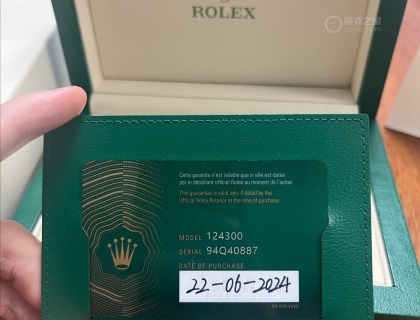 ROLEX
Cette garantie n'est valable que si elle est datée
par le détaillant officiel Rolex au moment de l'achat
This guarantee is valid only if dated by the
Official Rolex Retailer at the time of purchase
MODEL 124300
SERIAL 94Q40887
DATE OF PURCHASE
22-06-2024